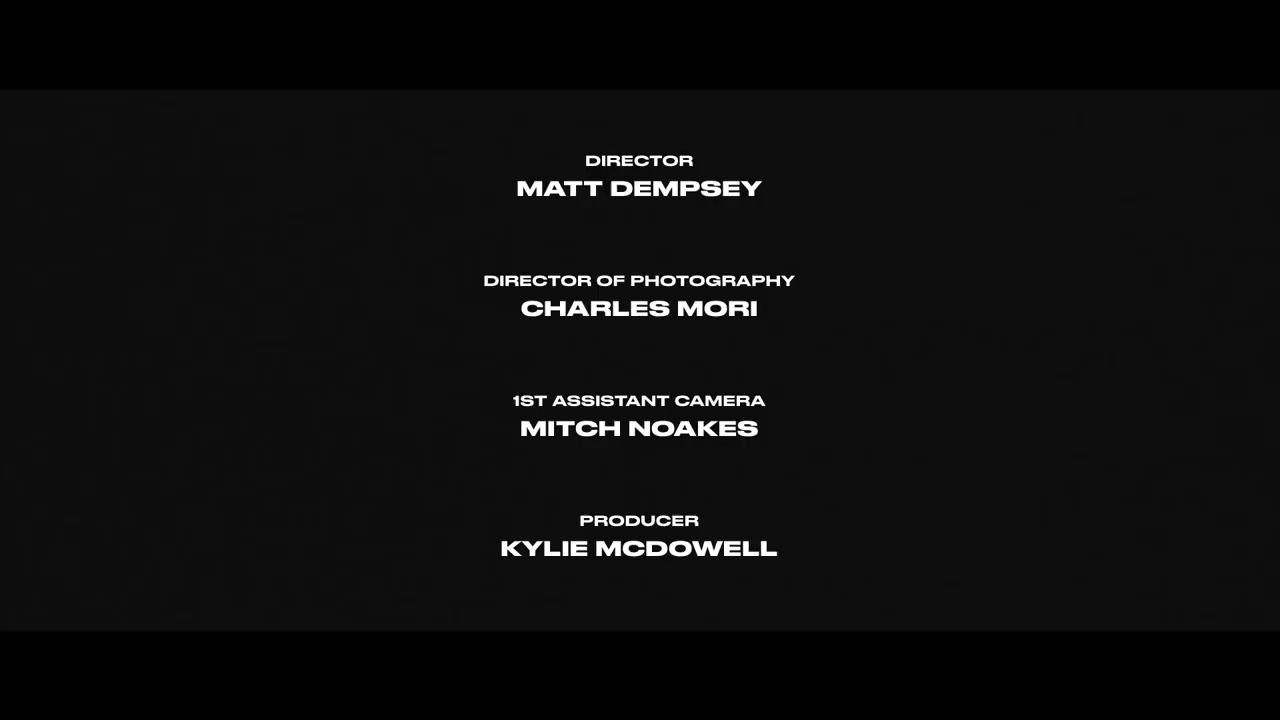 DIRECTOR
MATT DEMPSEY
DIRECTOR OF PHOTOGRAPHY
CHARLES MORI
1ST ASSISTANT CAMERA
MITCH NOAKES
PRODUCER
KYLIE MCDOWELL